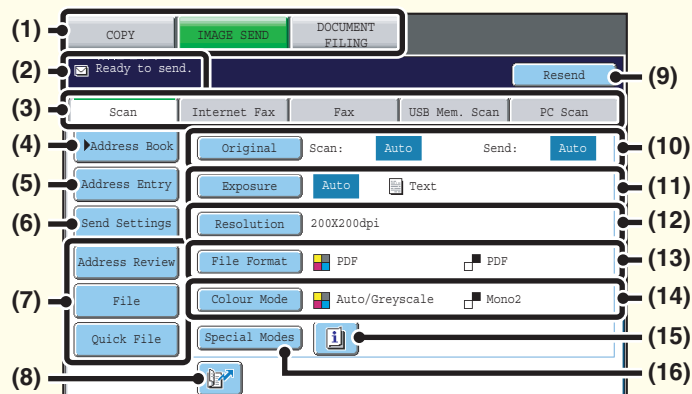 (1) COPY IMAGE SEND DOCUMENT FILING
(2) Ready to send. Resend (9)
(3) Scan Internet Fax Fax USB Mem. Scan PC Scan
(4) Address Book Original Scan: Auto Send: Auto (10)
(5) Address Entry Exposure Auto Text (11)
(6) Send Settings Resolution 200X200dpi (12)
Address Review File Format PDF PDF (13)
(7) File Colour Mode Auto/Greyscale Mono2 (14)
Quick File Special Modes (15)
(16)
(8)